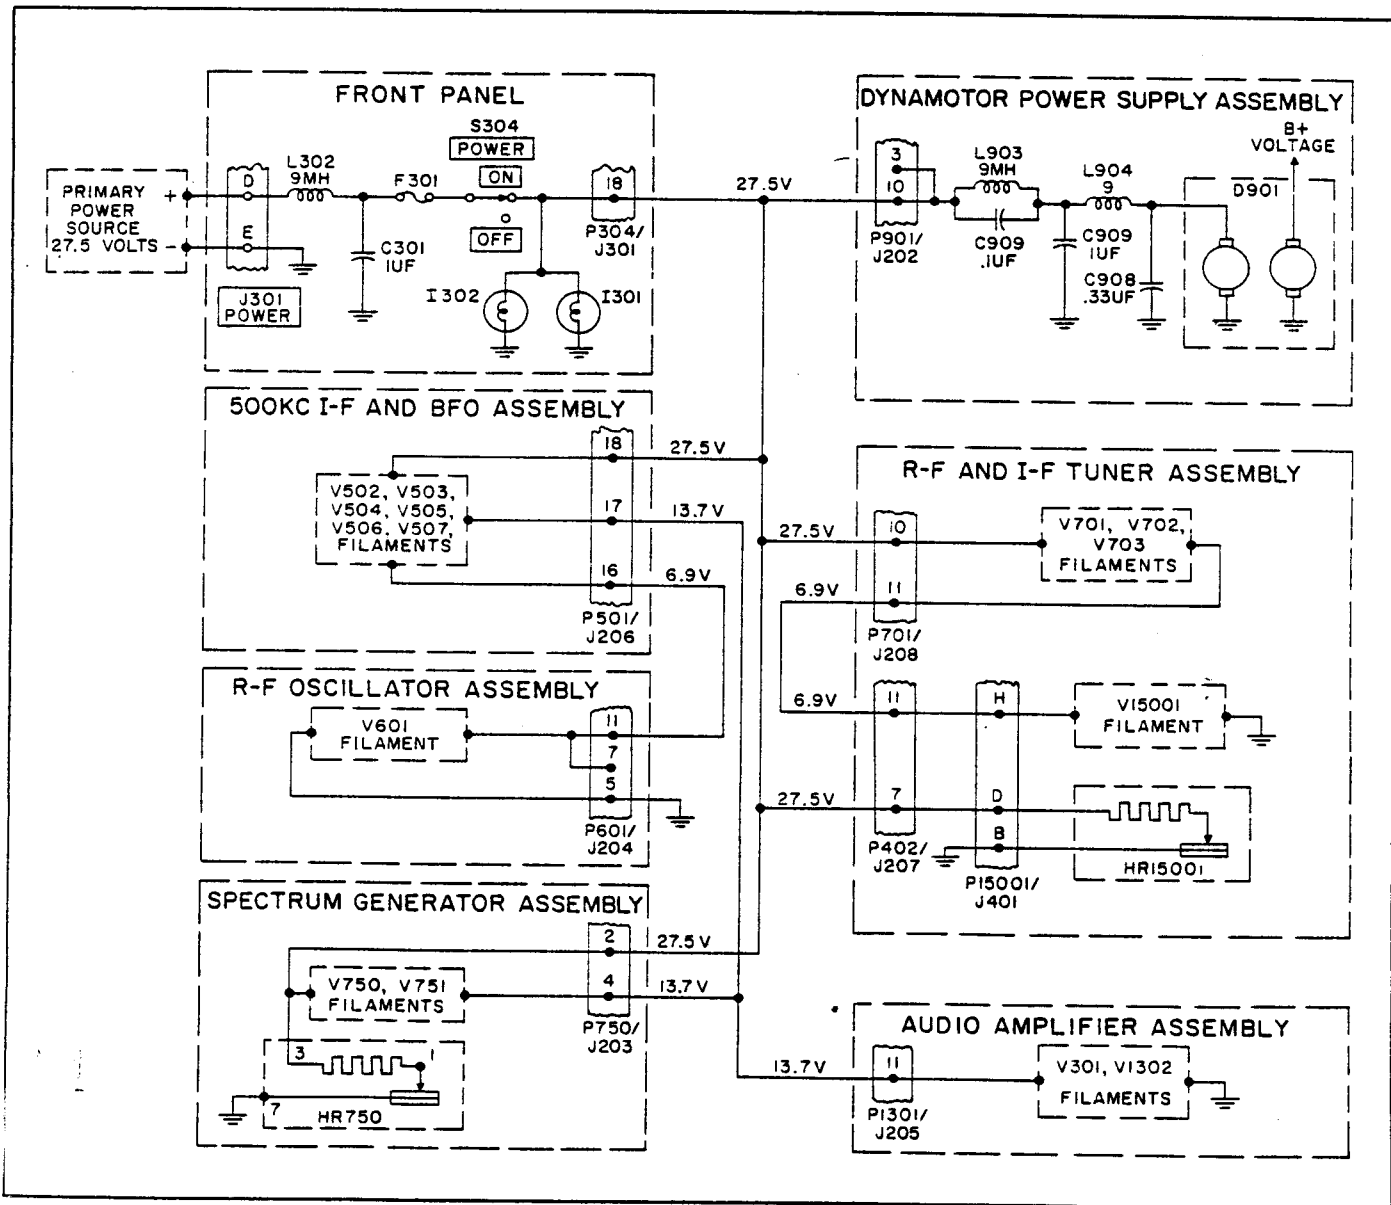 FRONT PANEL
S304
POWER
ON
OFF
PRIMARY
POWER
SOURCE
27.5 VOLTS
+
-
D
E
J301
POWER
L302
9MH
C301
1UF
F301
I302
I301
18
P304/
J301
27.5V
DYNAMOTOR POWER SUPPLY ASSEMBLY
B+
VOLTAGE
3
10
P901/
J202
L903
9MH
C909
.1UF
L904
9
C909
1UF
C908
.33UF
D901
500KC I-F AND BFO ASSEMBLY
V502, V503,
V504, V505,
V506, V507,
FILAMENTS
18
27.5V
17
13.7V
16
6.9V
P501/
J206
R-F AND I-F TUNER ASSEMBLY
27.5V
10
V701, V702,
V703
FILAMENTS
6.9V
11
P701/
J208
6.9V
11
H
V15001
FILAMENT
27.5V
7
D
B
P402/
J207
P15001/
J401
HR15001
R-F OSCILLATOR ASSEMBLY
V601
FILAMENT
11
7
5
P601/
J204
SPECTRUM GENERATOR ASSEMBLY
2
27.5V
V750, V751
FILAMENTS
4
13.7V
P750/
J203
3
1
7
HR750
AUDIO AMPLIFIER ASSEMBLY
13.7V
11
V301, V1302
FILAMENTS
P1301/
J205